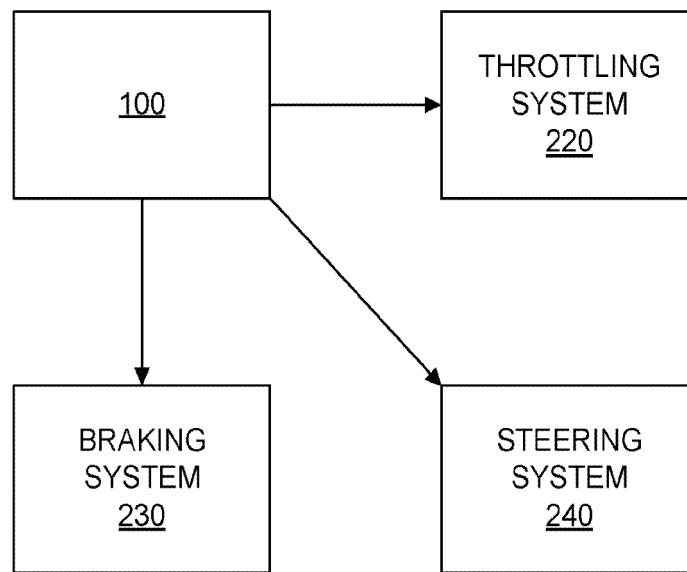 100
THROTTLING
SYSTEM
220
BRAKING
SYSTEM
230
STEERING
SYSTEM
240